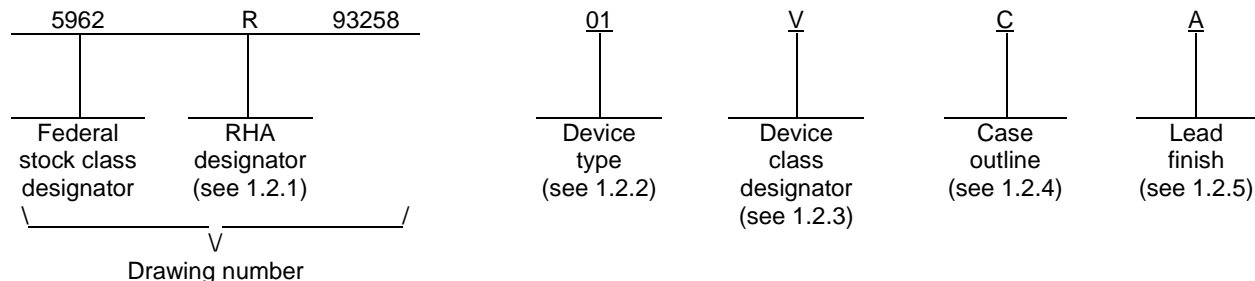 5962 R 93258 01 V C A
Federal stock class designator
RHA designator (see 1.2.1)
Device type (see 1.2.2)
Device class designator (see 1.2.3)
Case outline (see 1.2.4)
Lead finish (see 1.2.5)
Drawing number